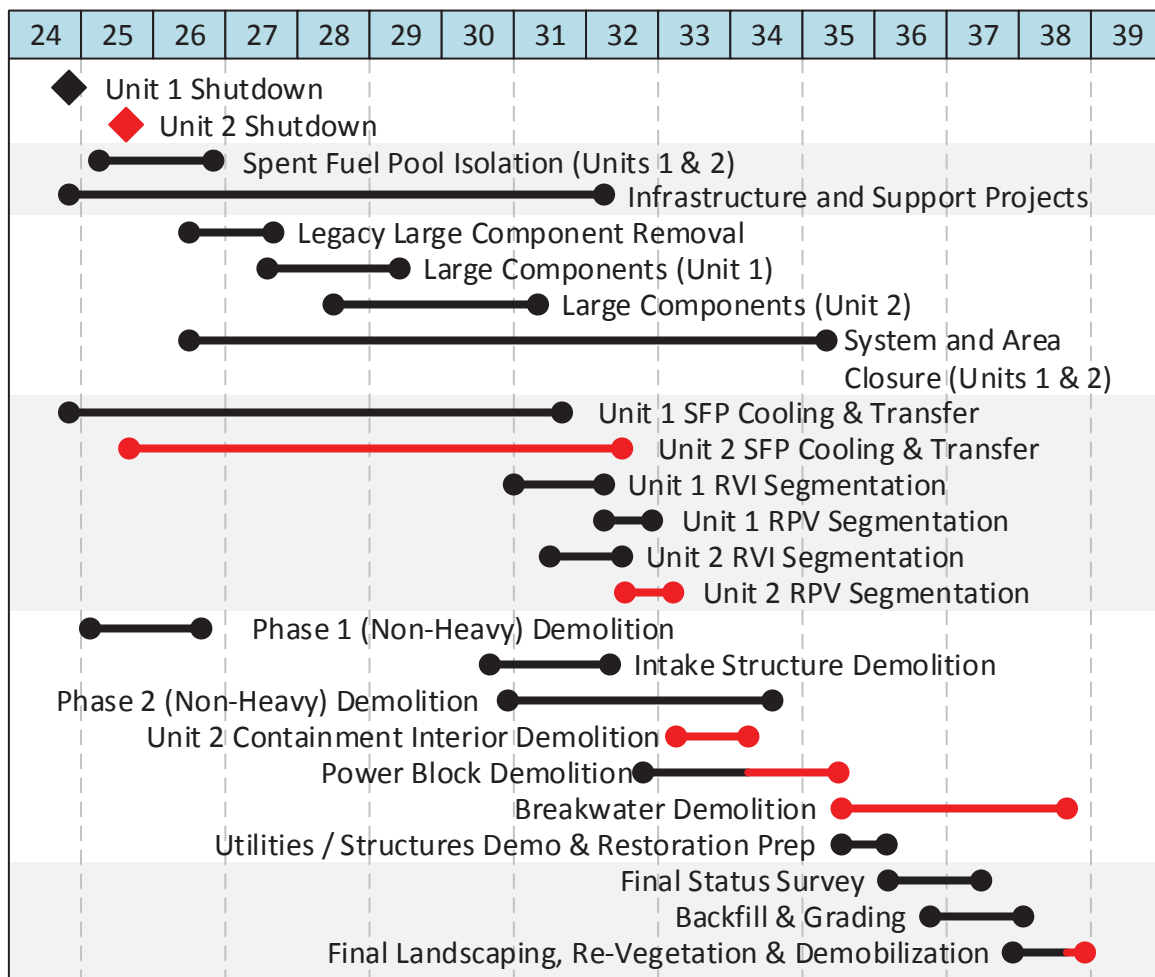 24 25 26 27 28 29 30 31 32 33 34 35 36 37 38 39
Unit 1 Shutdown
Unit 2 Shutdown
Spent Fuel Pool Isolation (Units 1 & 2)
Infrastructure and Support Projects
Legacy Large Component Removal
Large Components (Unit 1)
Large Components (Unit 2)
System and Area
Closure (Units 1 & 2)
Unit 1 SFP Cooling & Transfer
Unit 2 SFP Cooling & Transfer
Unit 1 RVI Segmentation
Unit 1 RPV Segmentation
Unit 2 RVI Segmentation
Unit 2 RPV Segmentation
Phase 1 (Non-Heavy) Demolition
Intake Structure Demolition
Phase 2 (Non-Heavy) Demolition
Unit 2 Containment Interior Demolition
Power Block Demolition
Breakwater Demolition
Utilities / Structures Demo & Restoration Prep
Final Status Survey
Backfill & Grading
Final Landscaping, Re-Vegetation & Demobilization